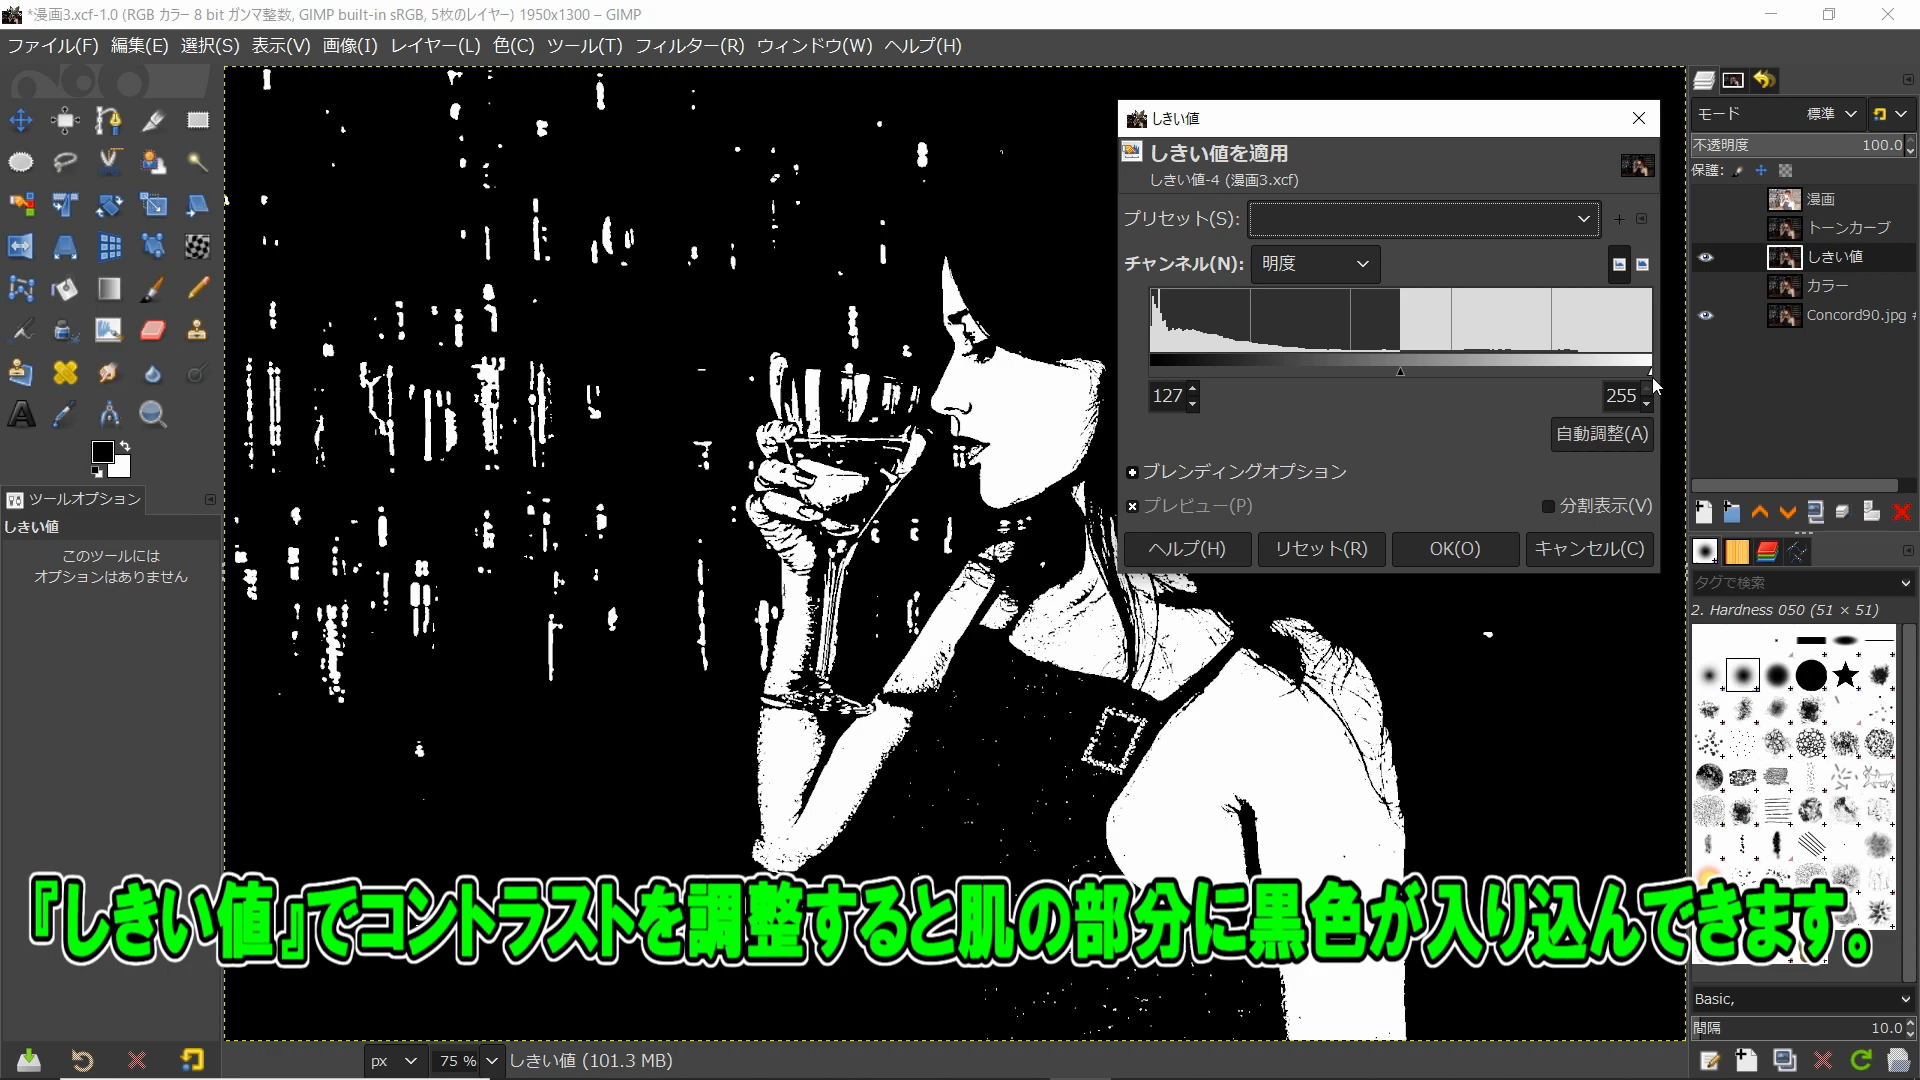 *漫画3.xcf-1.0 (RGB カラー 8 bit ガンマ整数, GIMP built-in sRGB, 5枚のレイヤー) 1950x1300 – GIMP
ファイル(F) 編集(E) 選択(S) 表示(V) 画像(I) レイヤー(L) 色(C) ツール(T) フィルター(R) ウィンドウ(W) ヘルプ(H)
ツールオプション
しきい値
このツールには
オプションはありません
しきい値
しきい値を適用
しきい値-4 (漫画3.xcf)
プリセット(S):
チャンネル(N): 明度
127
255
自動調整(A)
ブレンディングオプション
プレビュー(P)
分割表示(V)
ヘルプ(H)
リセット(R)
OK(O)
キャンセル(C)
モード 標準
不透明度 100.0
保護:
漫画
トーンカーブ
しきい値
カラー
Concord90.jpg
タグで検索
2. Hardness 050 (51 × 51)
『しきい値』でコントラストを調整すると肌の部分に黒色が入り込んできます。
Basic,
間隔 10.0
px 75 % しきい値 (101.3 MB)